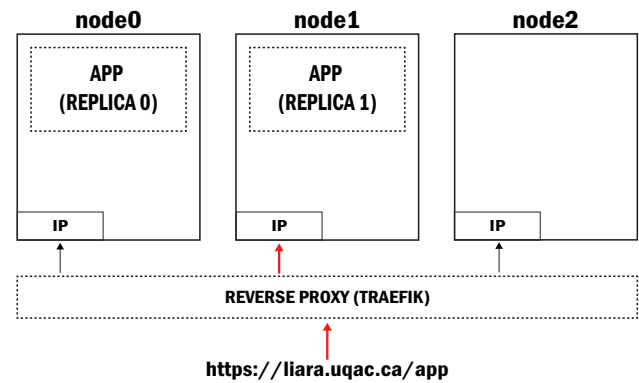 node0
node1
node2
APP
(REPLICA 0)
APP
(REPLICA 1)
IP
IP
IP
REVERSE PROXY (TRAEFIK)
https://liara.uqac.ca/app